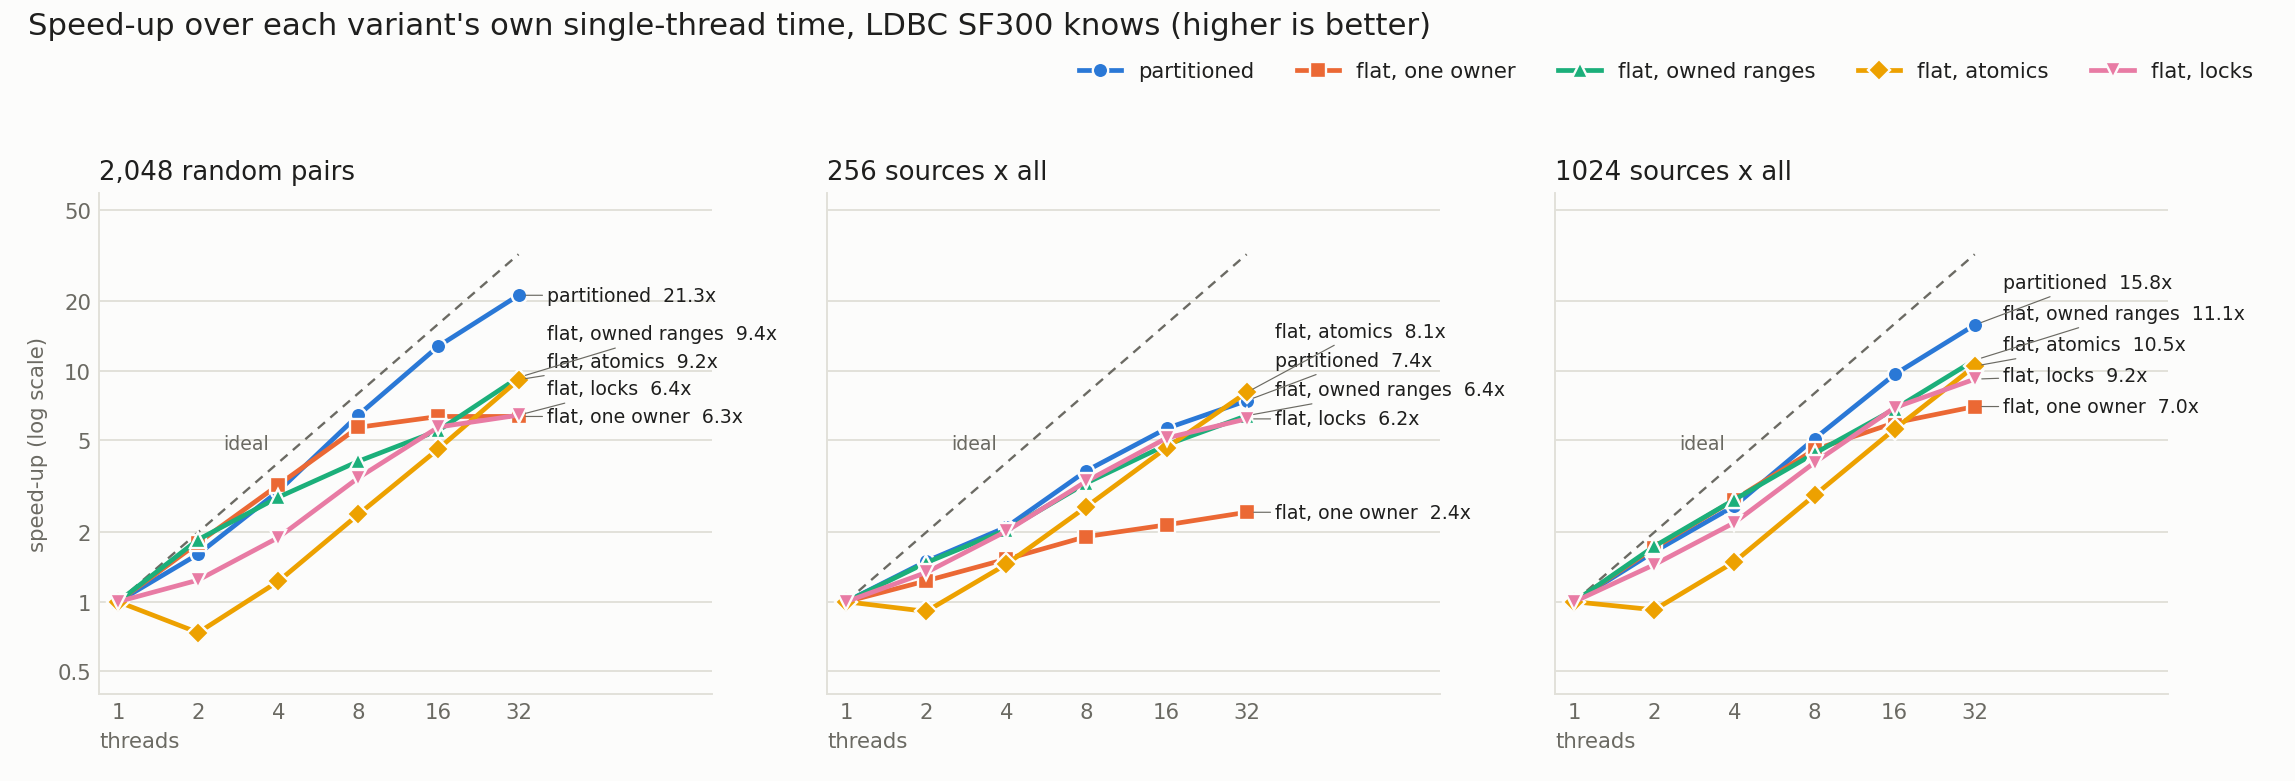 Speed-up over each variant's own single-thread time, LDBC SF300 knows (higher is better)
partitioned
flat, one owner
flat, owned ranges
flat, atomics
flat, locks
2,048 random pairs
speed-up (log scale)
50
20
10
5
2
1
0.5
ideal
partitioned 21.3x
flat, owned ranges 9.4x
flat, atomics 9.2x
flat, locks 6.4x
flat, one owner 6.3x
1 2 4 8 16 32
threads
256 sources x all
ideal
flat, atomics 8.1x
partitioned 7.4x
flat, owned ranges 6.4x
flat, locks 6.2x
flat, one owner 2.4x
1 2 4 8 16 32
threads
1024 sources x all
ideal
partitioned 15.8x
flat, owned ranges 11.1x
flat, atomics 10.5x
flat, locks 9.2x
flat, one owner 7.0x
1 2 4 8 16 32
threads